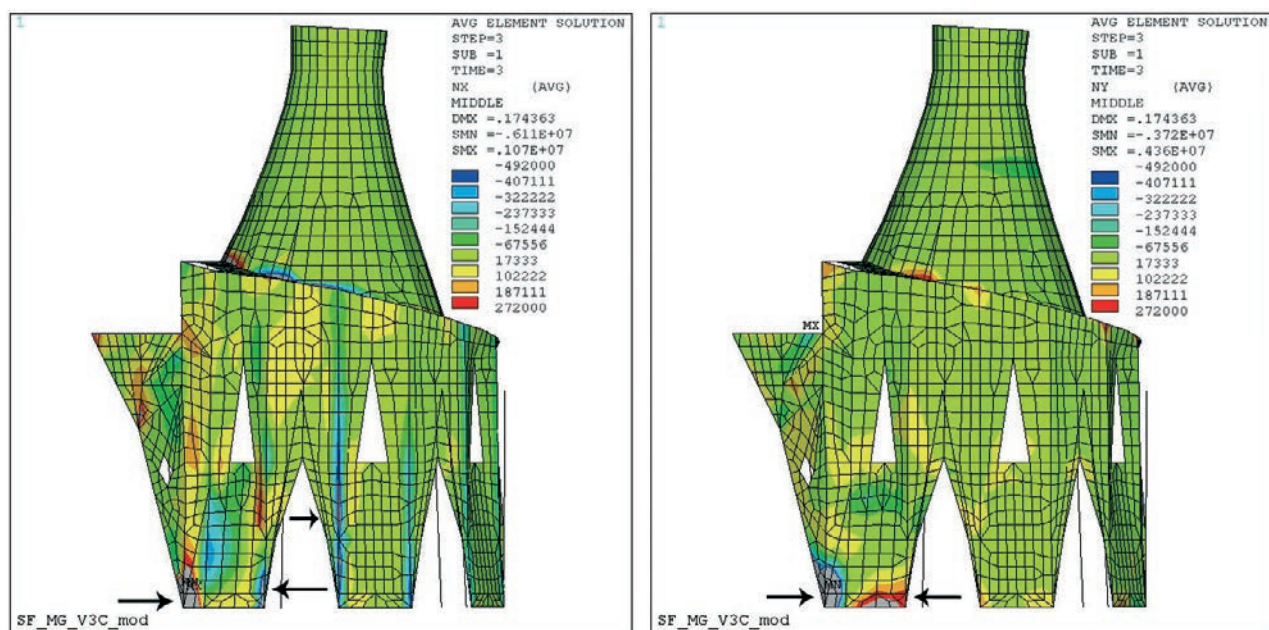 1
AVG ELEMENT SOLUTION
STEP=3
SUB =1
TIME=3
NX (AVG)
MIDDLE
DMX =.174363
SMN =-.611E+07
SMX =.107E+07
-492000
-407111
-322222
-237333
-152444
-67556
17333
102222
187111
272000
SF_MG_V3C_mod
1
AVG ELEMENT SOLUTION
STEP=3
SUB =1
TIME=3
NY (AVG)
MIDDLE
DMX =.174363
SMN =-.372E+07
SMX =.436E+07
-492000
-407111
-322222
-237333
-152444
-67556
17333
102222
187111
272000
MX
MN
SF_MG_V3C_mod